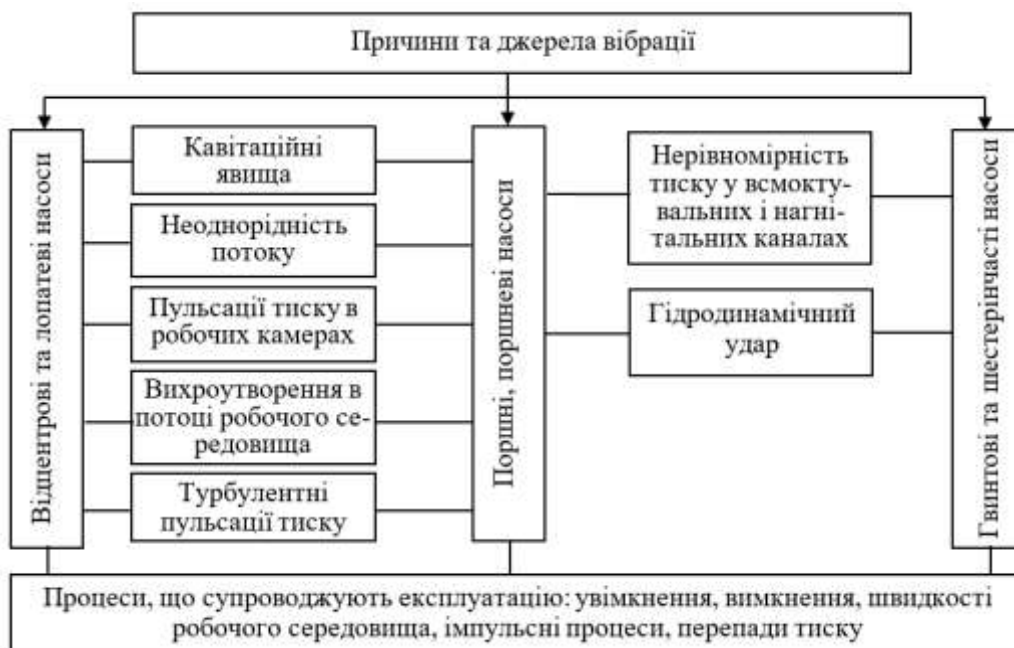 Причини та джерела вібрації
Відцентрові та лопатеві насоси
Кавітаційні
явища
Неоднорідність
потоку
Пульсації тиску в
робочих камерах
Вихроутворення в
потоці робочого се-
редовища
Турбулентні
пульсації тиску
Поршні, поршневі насоси
Нерівномірність
тиску у всмокту-
вальних і нагні-
тальних каналах
Гідродинамічний
удар
Гвинтові та шестерінчасті насоси
Процеси, що супроводжують експлуатацію: увімкнення, вимкнення, швидкості
робочого середовища, імпульсні процеси, перепади тиску